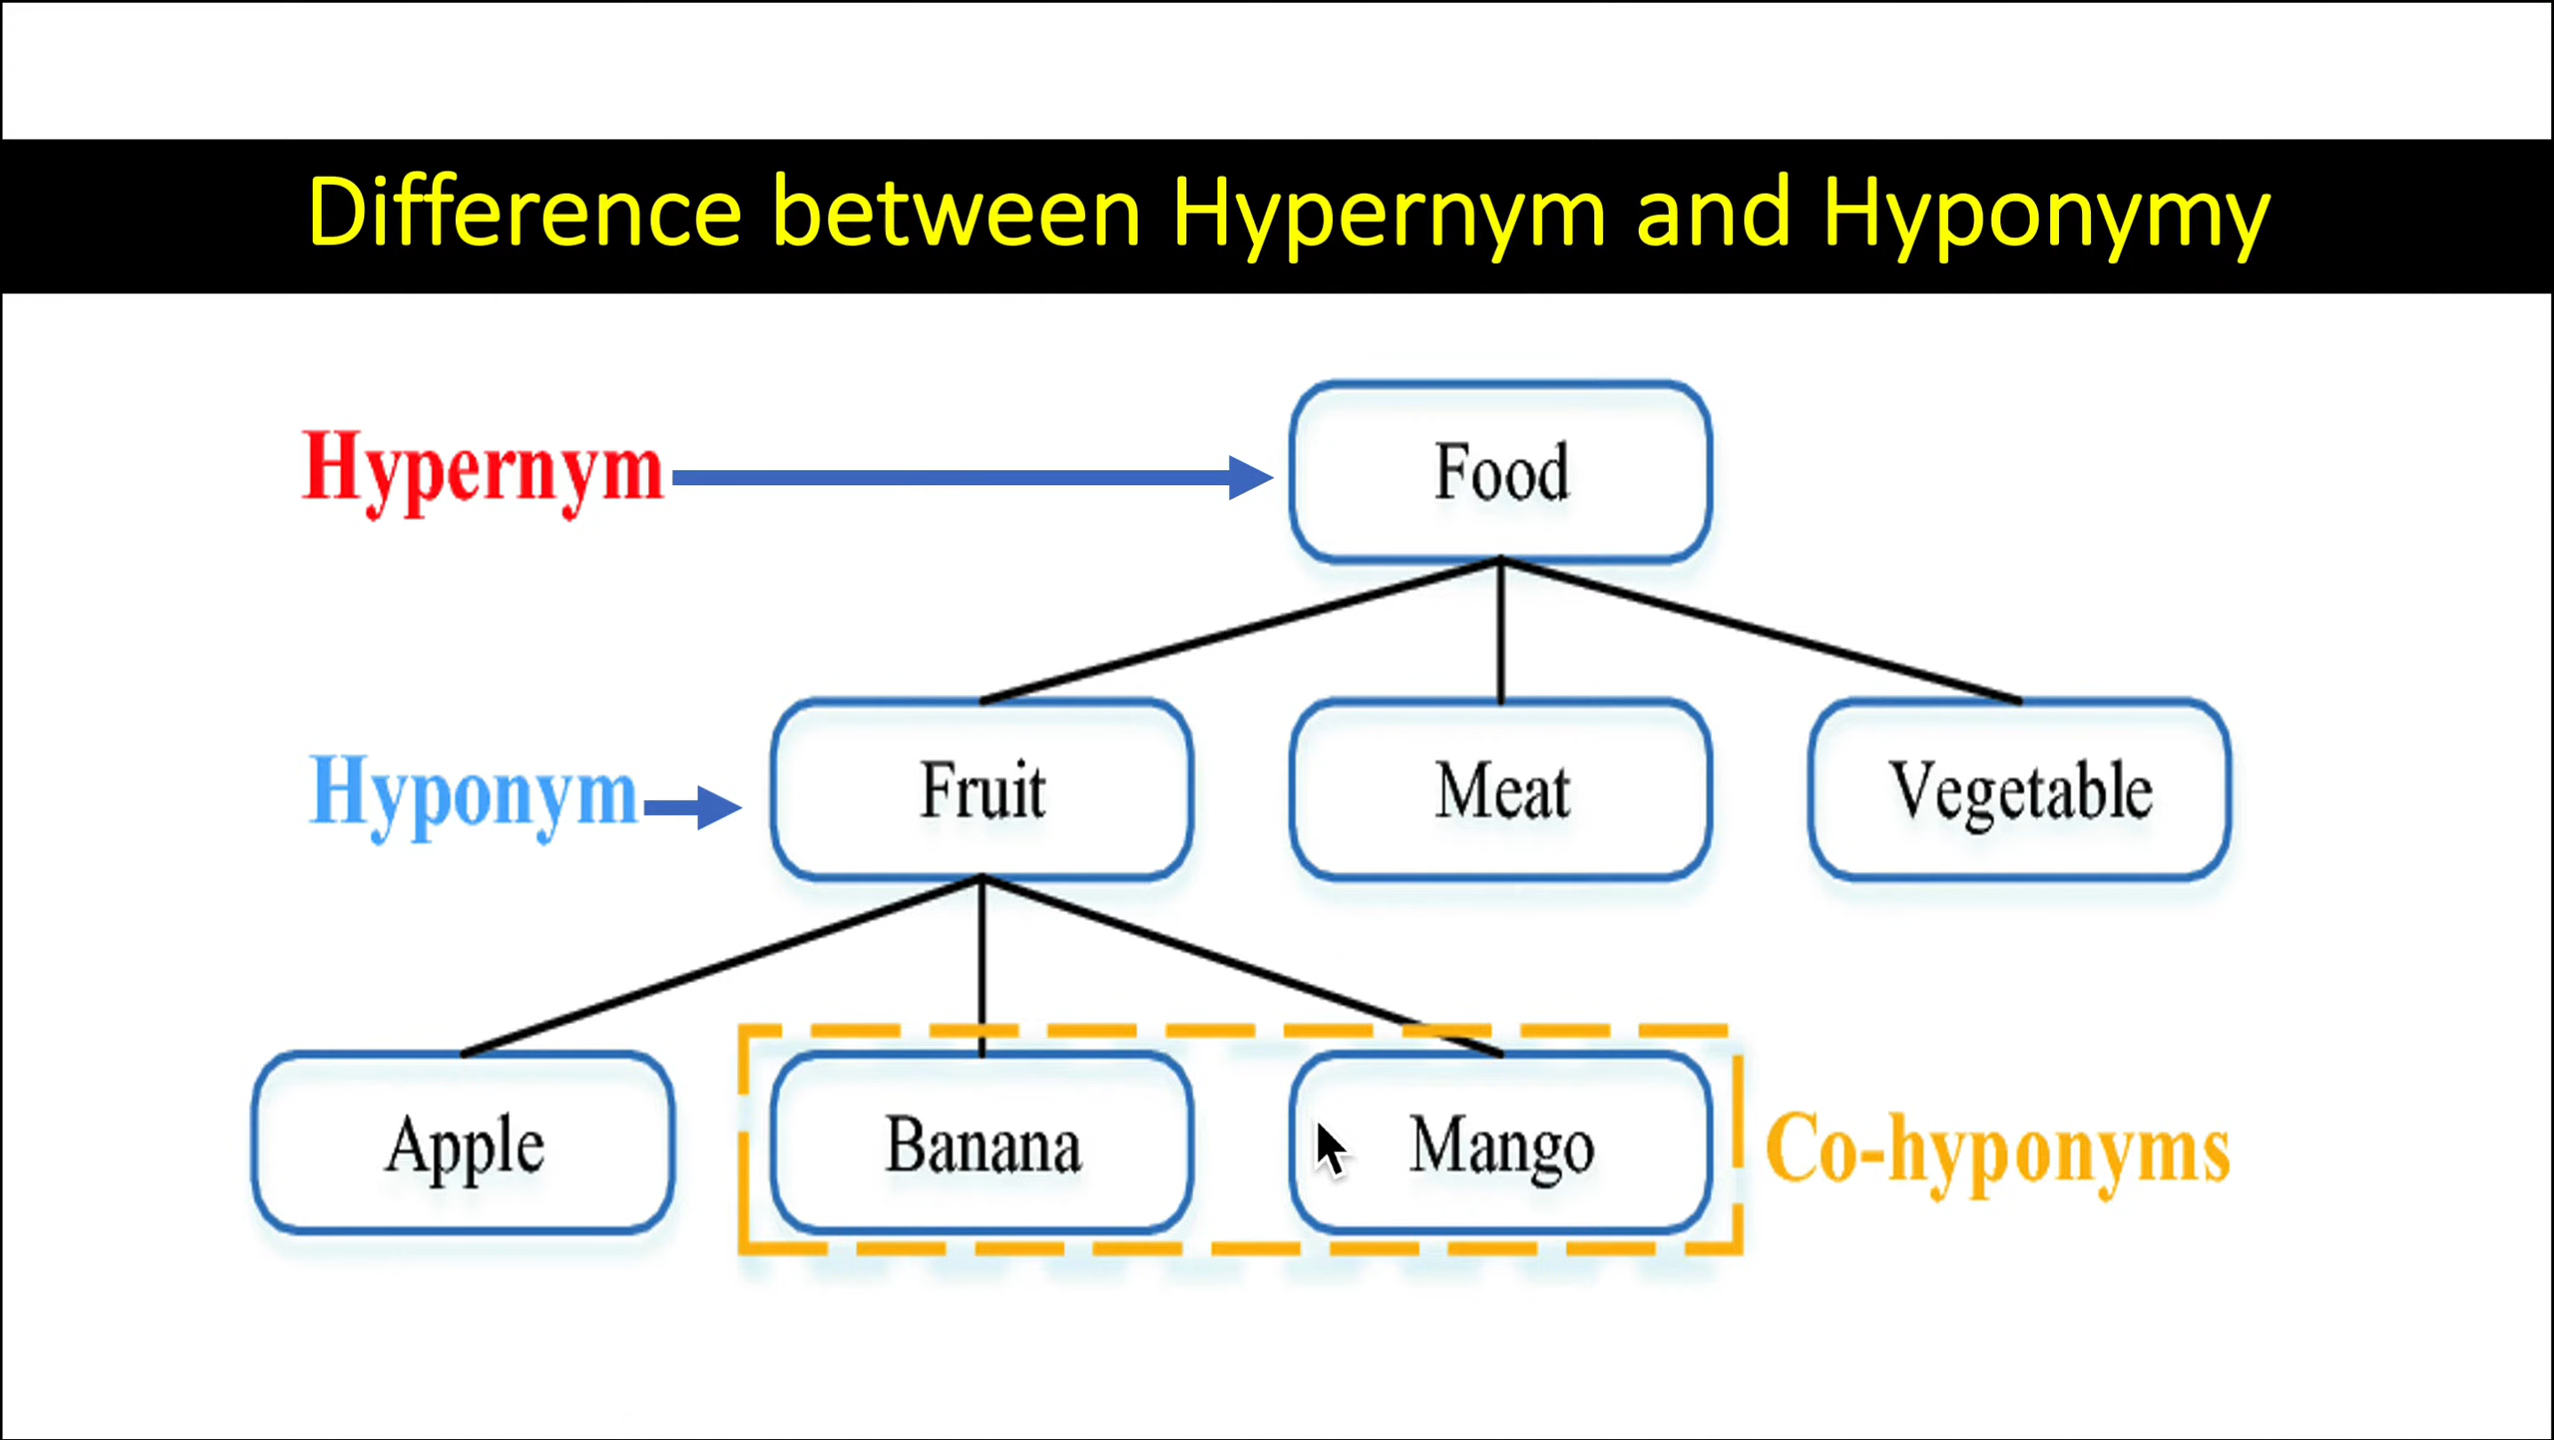 Difference between Hypernym and Hyponymy
Hypernym
Food
Hyponym
Fruit
Meat
Vegetable
Apple
Banana
Mango
Co-hyponyms